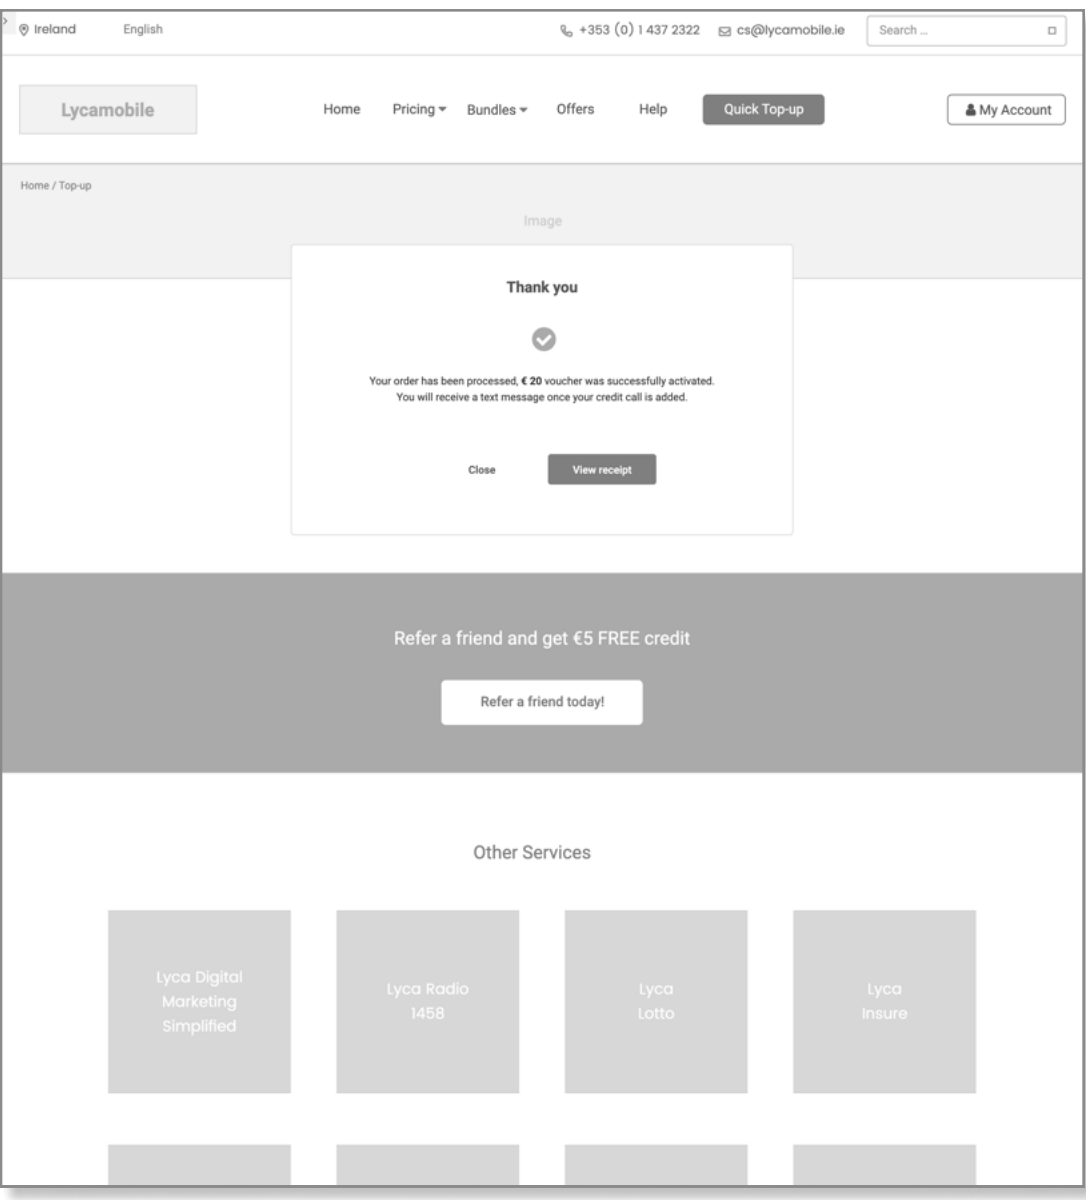 Ireland English +353 (0) 1 437 2322 cs@lycamobile.ie Search ...
Lycamobile Home Pricing Bundles Offers Help Quick Top-up My Account
Home / Top-up
Image
Thank you
Your order has been processed, € 20 voucher was successfully activated.
You will receive a text message once your credit call is added.
Close View receipt
Refer a friend and get €5 FREE credit
Refer a friend today!
Other Services
Lyca Digital
Marketing
Simplified
Lyca Radio
1458
Lyca
Lotto
Lyca
Insure